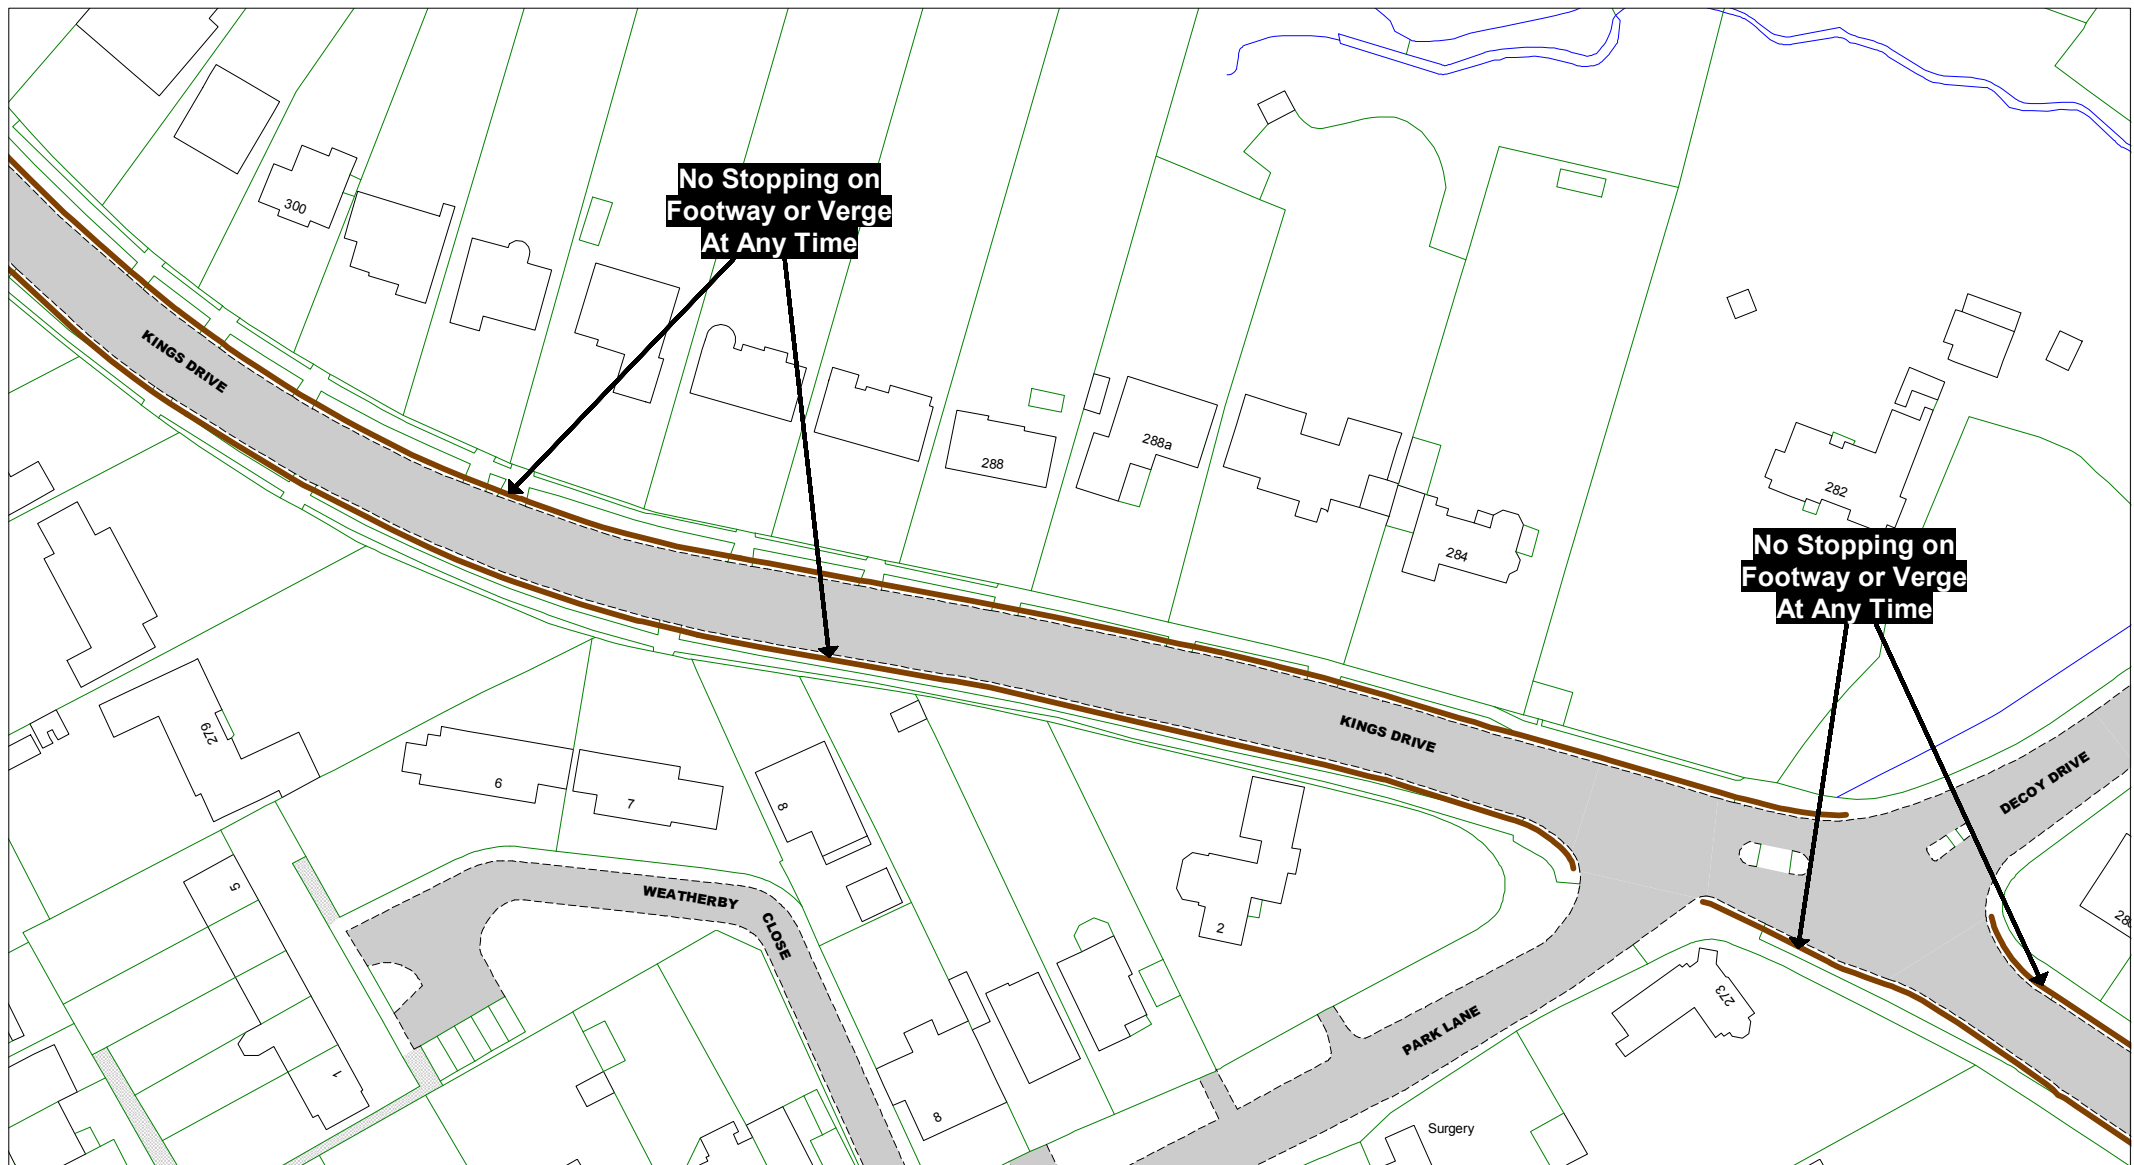 300
No Stopping on
Footway or Verge
At Any Time
KINGS DRIVE
288
288a
284
282
No Stopping on
Footway or Verge
At Any Time
279
6
7
8
KINGS DRIVE
DECOY DRIVE
5
WEATHERBY
CLOSE
2
273
PARK LANE
1
8
Surgery